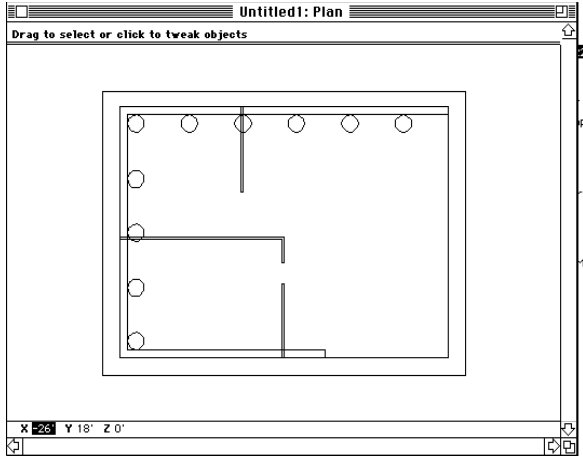 Untitled1: Plan
Drag to select or click to tweak objects
X -26' Y 18' Z 0'